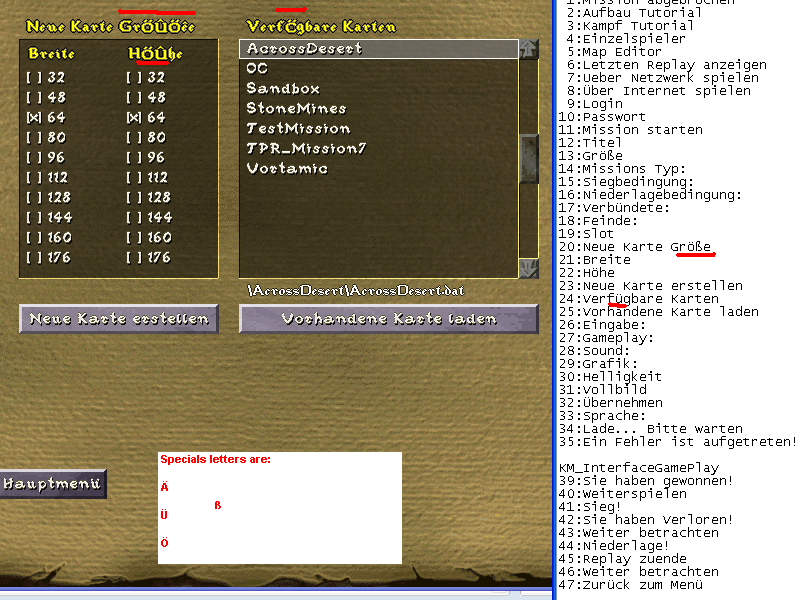 Neue Karte
Breite
[ ] 32 [ ] 32
[ ] 48 [ ] 48
[x] 64 [x] 64
[ ] 80 [ ] 80
[ ] 96 [ ] 96
[ ] 112 [ ] 112
[ ] 128 [ ] 128
[ ] 144 [ ] 144
[ ] 160 [ ] 160
[ ] 176 [ ] 176
Neue Karte erstellen
Karten
AcrossDesert
OC
Sandbox
StoneMines
TestMission
TPR_Mission7
Vortamic
\AcrossDesert\AcrossDesert.dat
Vorhandene Karte laden
Hauptmenü
Specials letters are:
Ä
ß
Ü
Ö
1:Mission abgebrochen
2:Aufbau Tutorial
3:Kampf Tutorial
4:Einzelspieler
5:Map Editor
6:Letzten Replay anzeigen
7:Ueber Netzwerk spielen
8:Über Internet spielen
9:Login
10:Passwort
11:Mission starten
12:Titel
13:Größe
14:Missions Typ:
15:Siegbedingung:
16:Niederlagebedingung:
17:Verbündete:
18:Feinde:
19:Slot
20:Neue Karte Größe
21:Breite
22:Höhe
23:Neue Karte erstellen
24:Verfügbare Karten
25:Vorhandene Karte laden
26:Eingabe:
27:Gameplay:
28:Sound:
29:Grafik:
30:Helligkeit
31:Vollbild
32:Übernehmen
33:Sprache:
34:Lade... Bitte warten
35:Ein Fehler ist aufgetreten!
KM_InterfaceGamePlay
39:Sie haben gewonnen!
40:Weiterspielen
41:Sieg!
42:Sie haben Verloren!
43:Weiter betrachten
44:Niederlage!
45:Replay zuende
46:Weiter betrachten
47:Zurück zum Menü